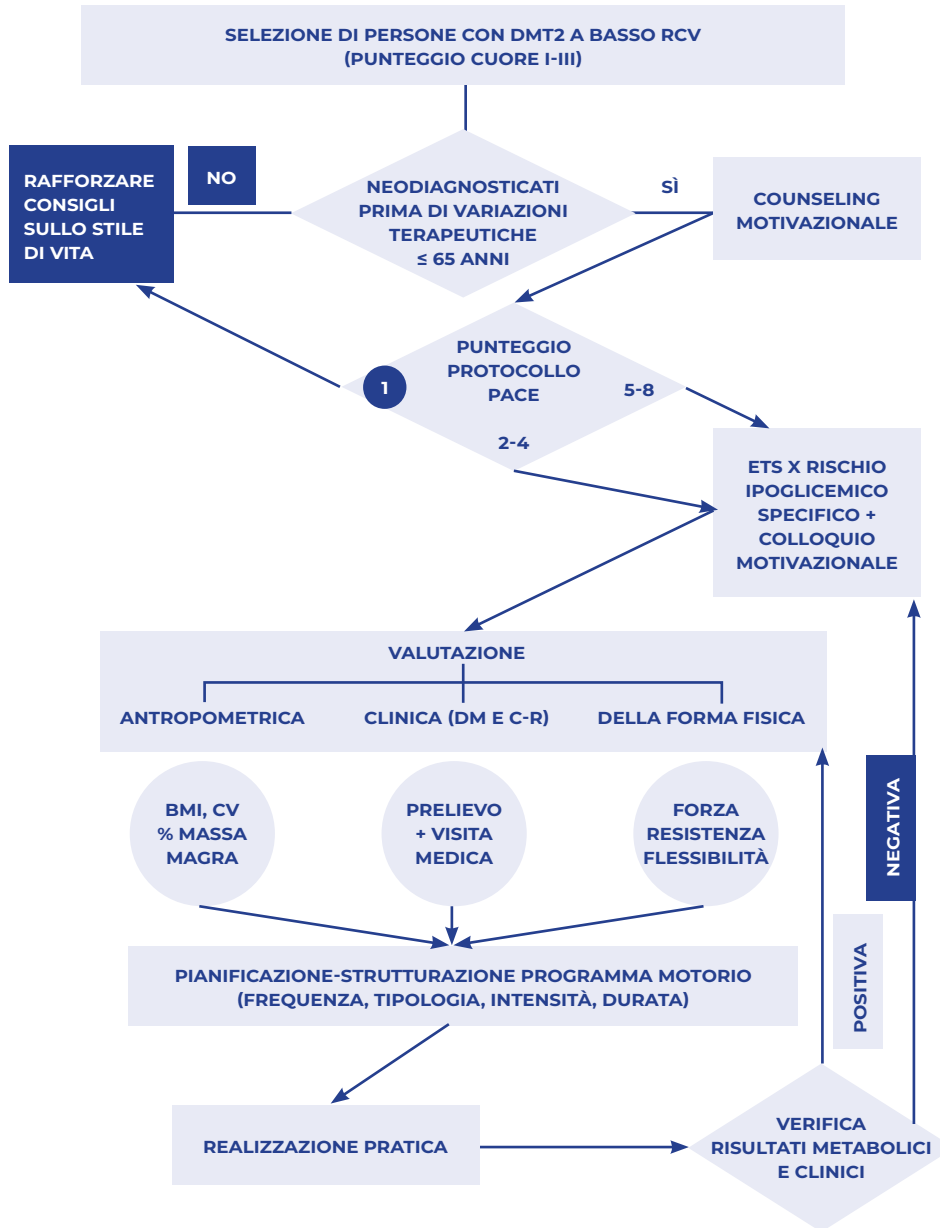 SELEZIONE DI PERSONE CON DMT2 A BASSO RCV
(PUNTEGGIO CUORE I-III)
RAFFORZARE
CONSIGLI
SULLO STILE
DI VITA
NO
NEODIAGNOSTICATI
PRIMA DI VARIAZIONI
TERAPEUTICHE
≤ 65 ANNI
SÌ
COUNSELING
MOTIVAZIONALE
PUNTEGGIO
PROTOCOLLO
PACE
1
5-8
2-4
ETS X RISCHIO
IPOGLICEMICO
SPECIFICO +
COLLOQUIO
MOTIVAZIONALE
VALUTAZIONE
ANTROPOMETRICA
CLINICA (DM E C-R)
DELLA FORMA FISICA
BMI, CV
% MASSA
MAGRA
PRELIEVO
+ VISITA
MEDICA
FORZA
RESISTENZA
FLESSIBILITÀ
NEGATIVA
POSITIVA
PIANIFICAZIONE-STRUTTURAZIONE PROGRAMMA MOTORIO
(FREQUENZA, TIPOLOGIA, INTENSITÀ, DURATA)
REALIZZAZIONE PRATICA
VERIFICA
RISULTATI METABOLICI
E CLINICI